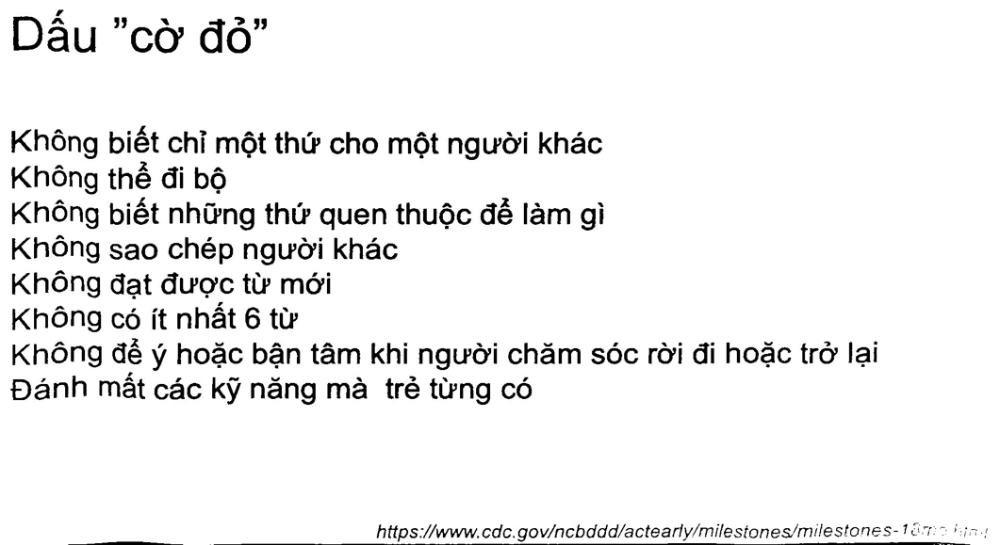 Dấu ”cờ đỏ”
Không biết chỉ một thứ cho một người khác
Không thể đi bộ
Không biết những thứ quen thuộc để làm gì
Không sao chép người khác
Không đạt được từ mới
Không có ít nhất 6 từ
Không để ý hoặc bận tâm khi người chăm sóc rời đi hoặc trở lại
Đánh mất các kỹ năng mà trẻ từng có
https://www.cdc.gov/ncbddd/actearly/milestones/milestones-18mo.htm